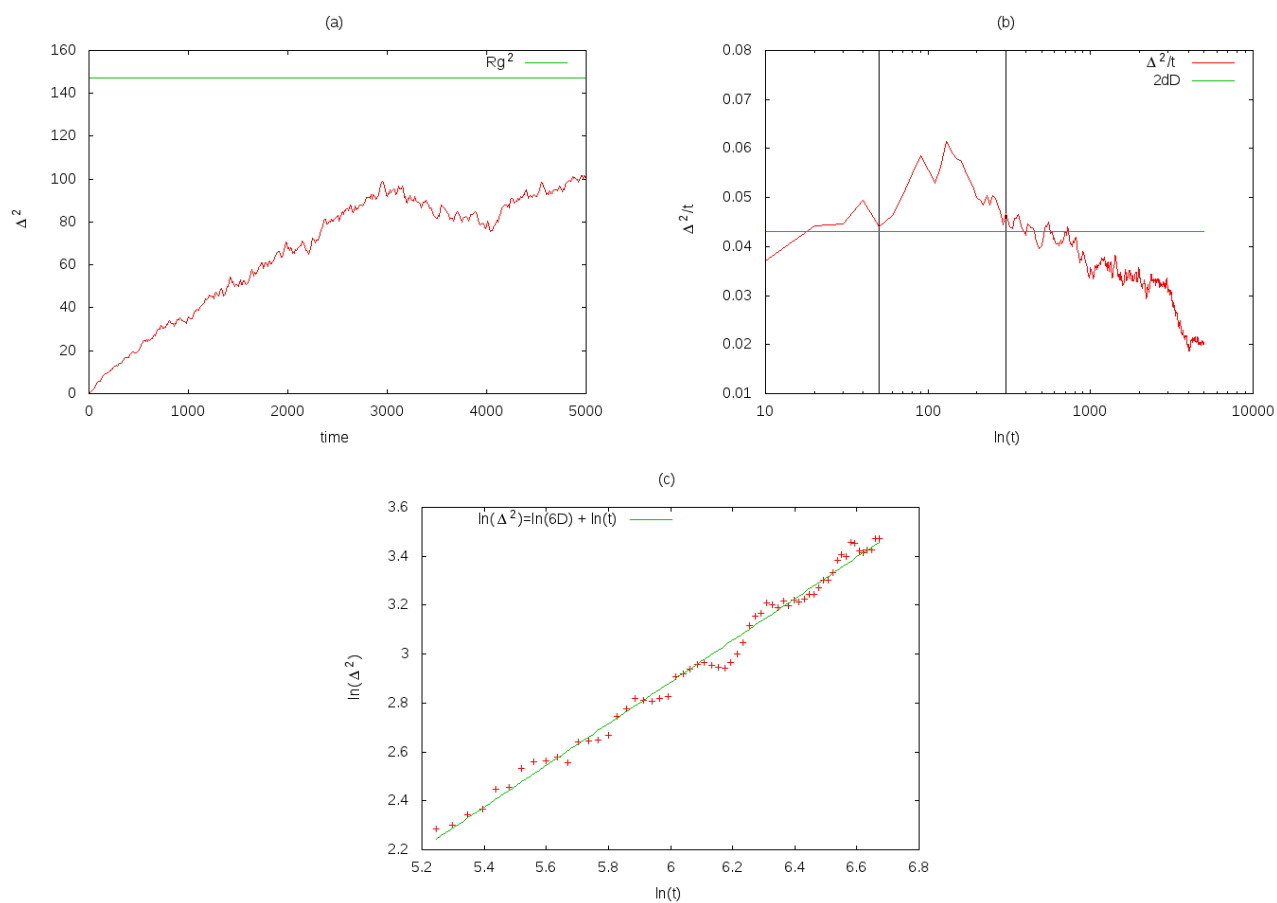 (a)
160
140
120
100
80
60
40
20
0
0 1000 2000 3000 4000 5000
Δ²
time
Rg²
(b)
0.08
0.07
0.06
0.05
0.04
0.03
0.02
0.01
10 100 1000 10000
Δ²/t
ln(t)
Δ²/t
2dD
(c)
3.6
3.4
3.2
3
2.8
2.6
2.4
2.2
5.2 5.4 5.6 5.8 6 6.2 6.4 6.6 6.8
ln(Δ²)
ln(t)
ln(Δ²)=ln(6D) + ln(t)